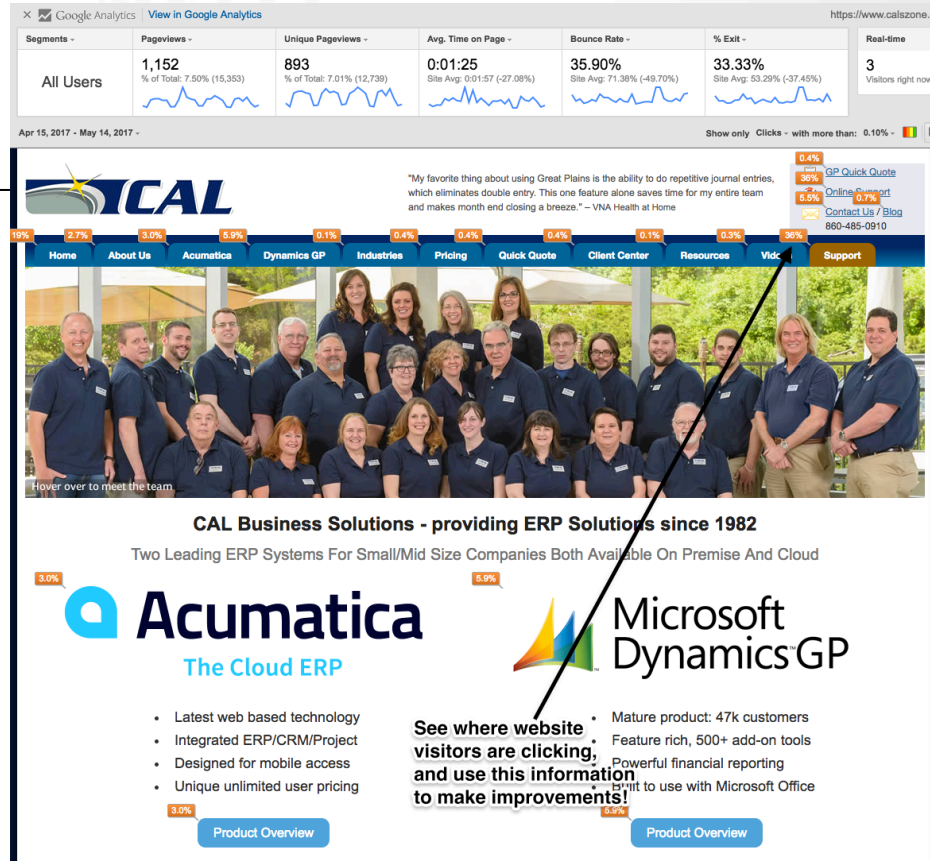 × Google Analytics View in Google Analytics https://www.calszone.
Segments Pageviews Unique Pageviews Avg. Time on Page Bounce Rate % Exit Real-time
All Users
1,152
% of Total: 7.50% (15,353)
893
% of Total: 7.01% (12,739)
0:01:25
Site Avg: 0:01:57 (-27.08%)
35.90%
Site Avg: 71.38% (-49.70%)
33.33%
Site Avg: 53.29% (-37.45%)
3
Visitors right now
Apr 15, 2017 - May 14, 2017 Show only Clicks with more than: 0.10%
CAL
"My favorite thing about using Great Plains is the ability to do repetitive journal entries,
which eliminates double entry. This one feature alone saves time for my entire team
and makes month end closing a breeze." – VNA Health at Home
0.4%
GP Quick Quote
36%
Online Support
5.5% 0.7%
Contact Us / Blog
860-485-0910
19% 2.7% 3.0% 5.9% 0.1% 0.4% 0.4% 0.4% 0.1% 0.3% 36%
Home About Us Acumatica Dynamics GP Industries Pricing Quick Quote Client Center Resources Support
Hover over to meet the team
CAL Business Solutions - providing ERP Solutions since 1982
Two Leading ERP Systems For Small/Mid Size Companies Both Available On Premise And Cloud
3.0% 5.9%
Acumatica
The Cloud ERP
Microsoft
Dynamics GP
Latest web based technology
Integrated ERP/CRM/Project
Designed for mobile access
Unique unlimited user pricing
See where website
visitors are clicking,
and use this information
to make improvements!
Mature product: 47k customers
Feature rich, 500+ add-on tools
Powerful financial reporting
Built to use with Microsoft Office
3.0% 5.9%
Product Overview Product Overview